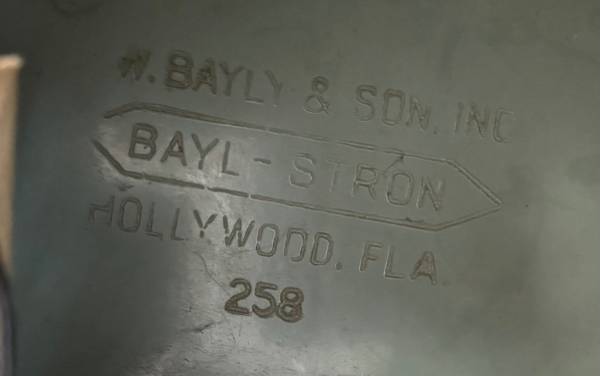 W. BAYLY & SON, INC
BAYL-STRON
HOLLYWOOD, FLA.
258